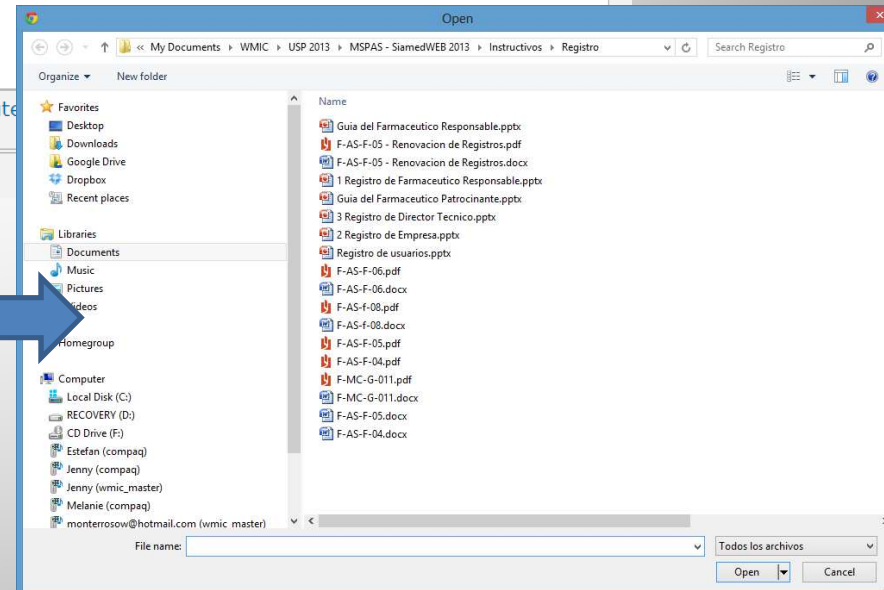 Open
« My Documents ▸ WMIC ▸ USP 2013 ▸ MSPAS - SiamedWEB 2013 ▸ Instructivos ▸ Registro
Search Registro
Organize
New folder
Favorites
Desktop
Downloads
Google Drive
Dropbox
Recent places
Libraries
Documents
Music
Pictures
Homegroup
Computer
Local Disk (C:)
RECOVERY (D:)
CD Drive (F:)
Estefan (compaq)
Jenny (compaq)
Jenny (wmic_master)
Melanie (compaq)
monterrosow@hotmail.com (wmic_master)
Name
Guia del Farmaceutico Responsable.pptx
F-AS-F-05 - Renovacion de Registros.pdf
F-AS-F-05 - Renovacion de Registros.docx
1 Registro de Farmaceutico Responsable.pptx
Guia del Farmaceutico Patrocinante.pptx
3 Registro de Director Tecnico.pptx
2 Registro de Empresa.pptx
Registro de usuarios.pptx
F-AS-F-06.pdf
F-AS-F-06.docx
F-AS-f-08.pdf
F-AS-f-08.docx
F-AS-F-05.pdf
F-AS-F-04.pdf
F-MC-G-011.pdf
F-MC-G-011.docx
F-AS-F-05.docx
F-AS-F-04.docx
File name:
Todos los archivos
Open
Cancel